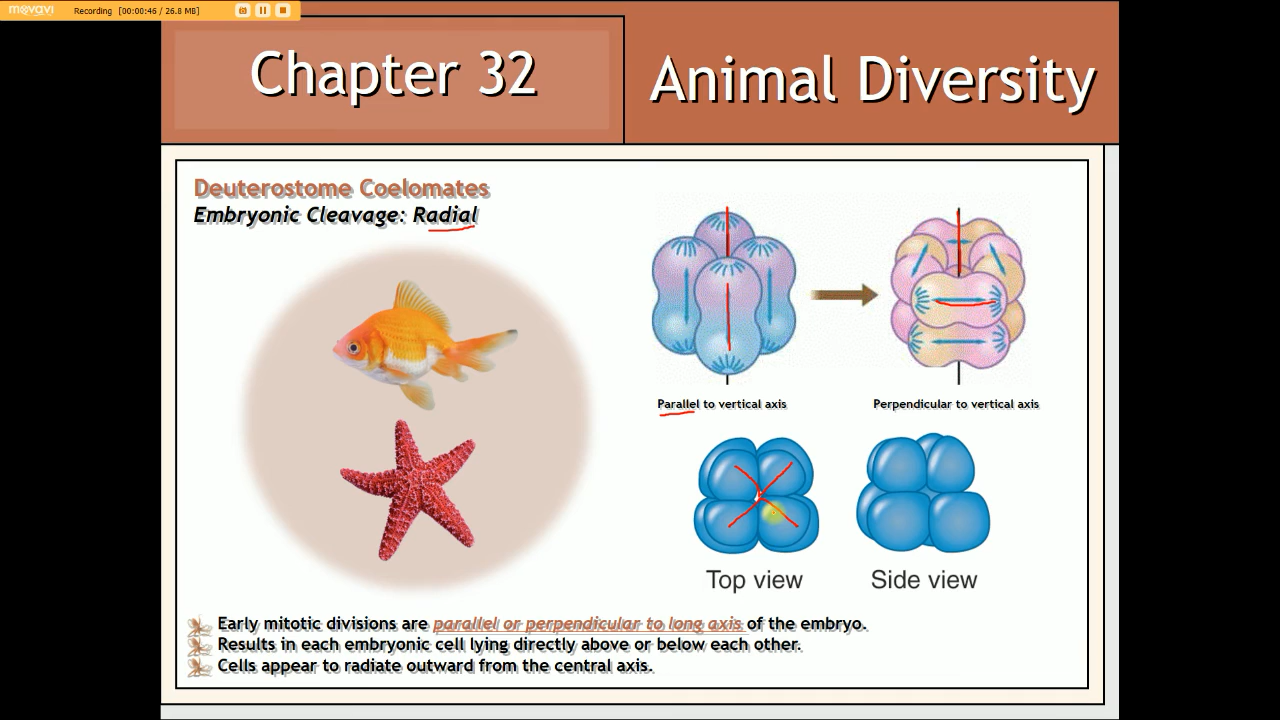 movavi Recording [00:00:46 / 26.8 MB]
Chapter 32
Animal Diversity
Deuterostome Coelomates
Embryonic Cleavage: Radial
Parallel to vertical axis
Perpendicular to vertical axis
Top view
Side view
Early mitotic divisions are parallel or perpendicular to long axis of the embryo.
Results in each embryonic cell lying directly above or below each other.
Cells appear to radiate outward from the central axis.